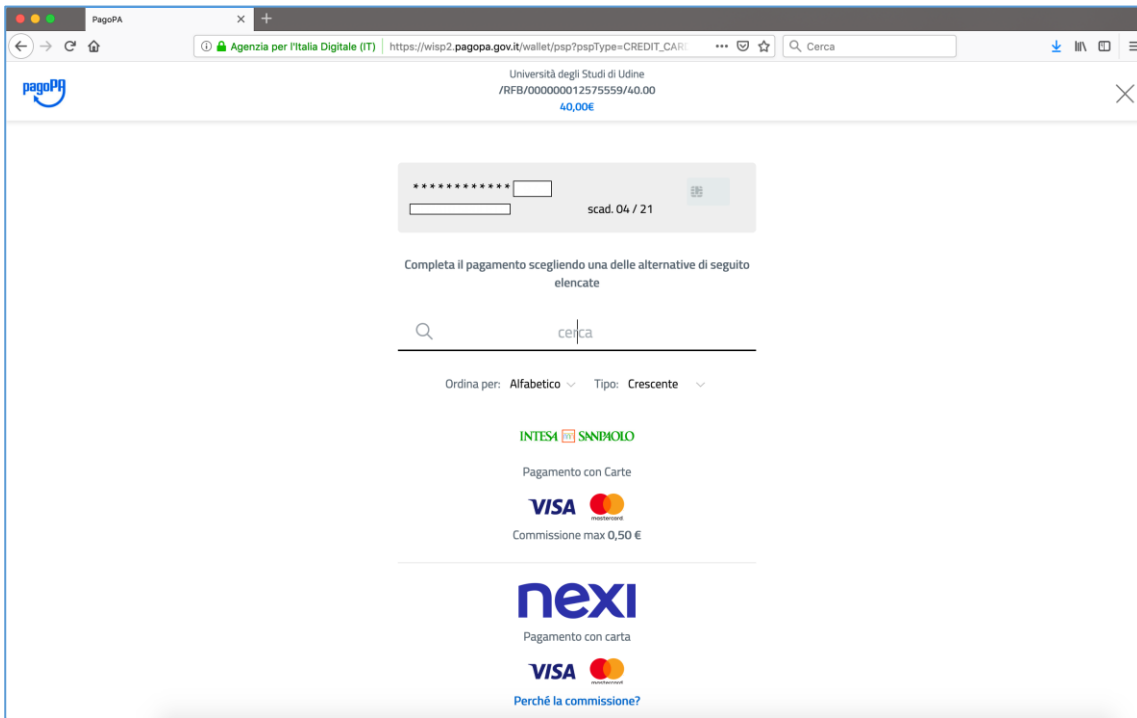 PagoPA
Agenzia per l'Italia Digitale (IT)
https://wisp2.pagopa.gov.it/wallet/psp?pspType=CREDIT_CAR
Cerca
pagoPA
Università degli Studi di Udine
/RFB/000000012575559/40.00
40,00€
************
scad. 04 / 21
Completa il pagamento scegliendo una delle alternative di seguito
elencate
cerca
Ordina per: Alfabetico Tipo: Crescente
INTESA SANPAOLO
Pagamento con Carte
VISA mastercard
Commissione max 0,50 €
nexi
Pagamento con carta
VISA mastercard
Perché la commissione?